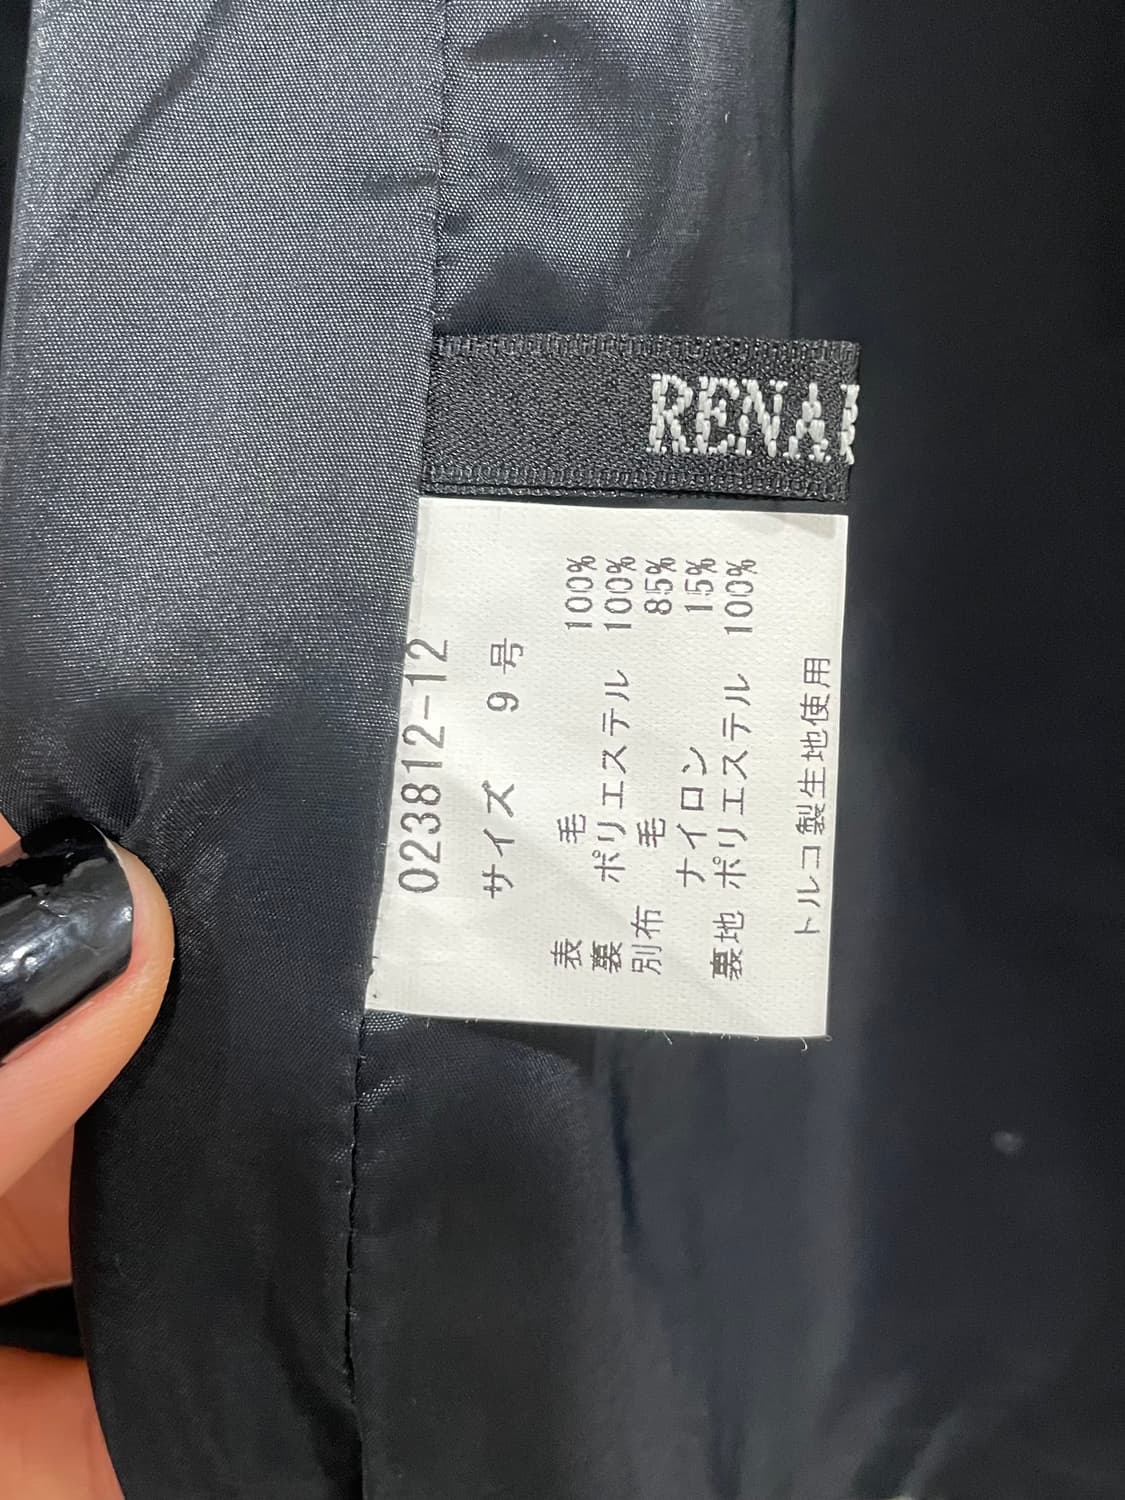 RENA
023812-12
サイズ 9号
表 毛 100%
裏 ポリエステル 100%
別布 毛 85%
ナイロン 15%
裏地 ポリエステル 100%
トルコ製生地使用